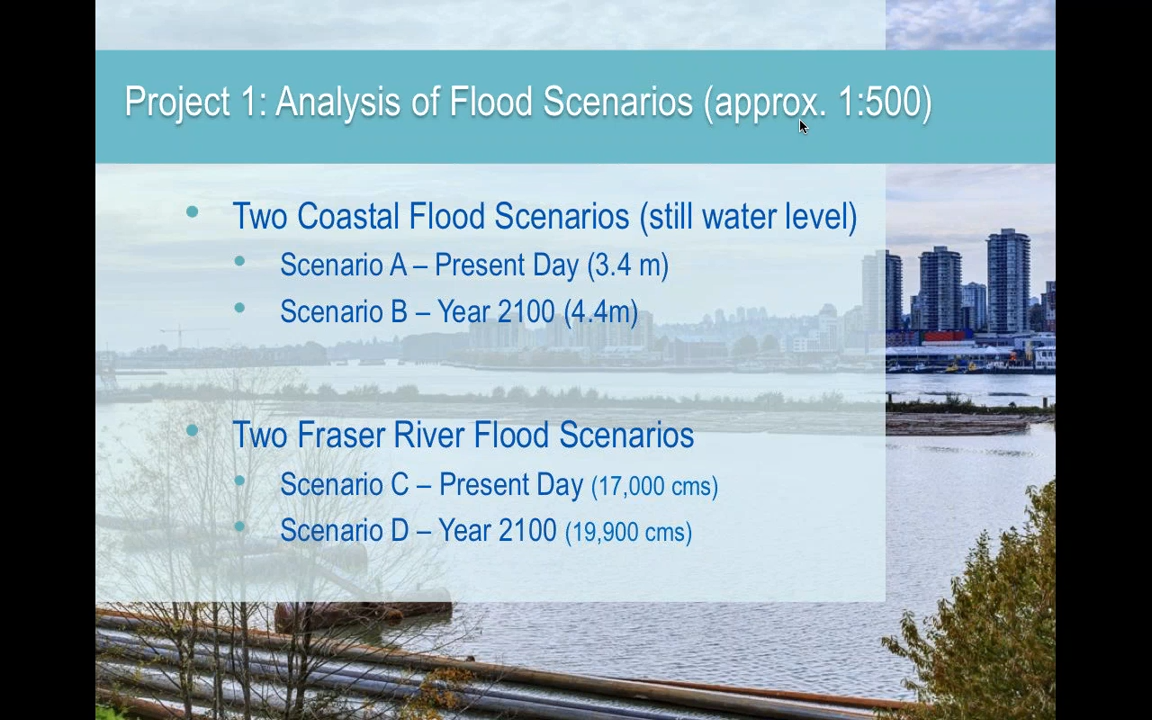 Project 1: Analysis of Flood Scenarios (approx. 1:500)
• Two Coastal Flood Scenarios (still water level)
• Scenario A – Present Day (3.4 m)
• Scenario B – Year 2100 (4.4m)
• Two Fraser River Flood Scenarios
• Scenario C – Present Day (17,000 cms)
• Scenario D – Year 2100 (19,900 cms)